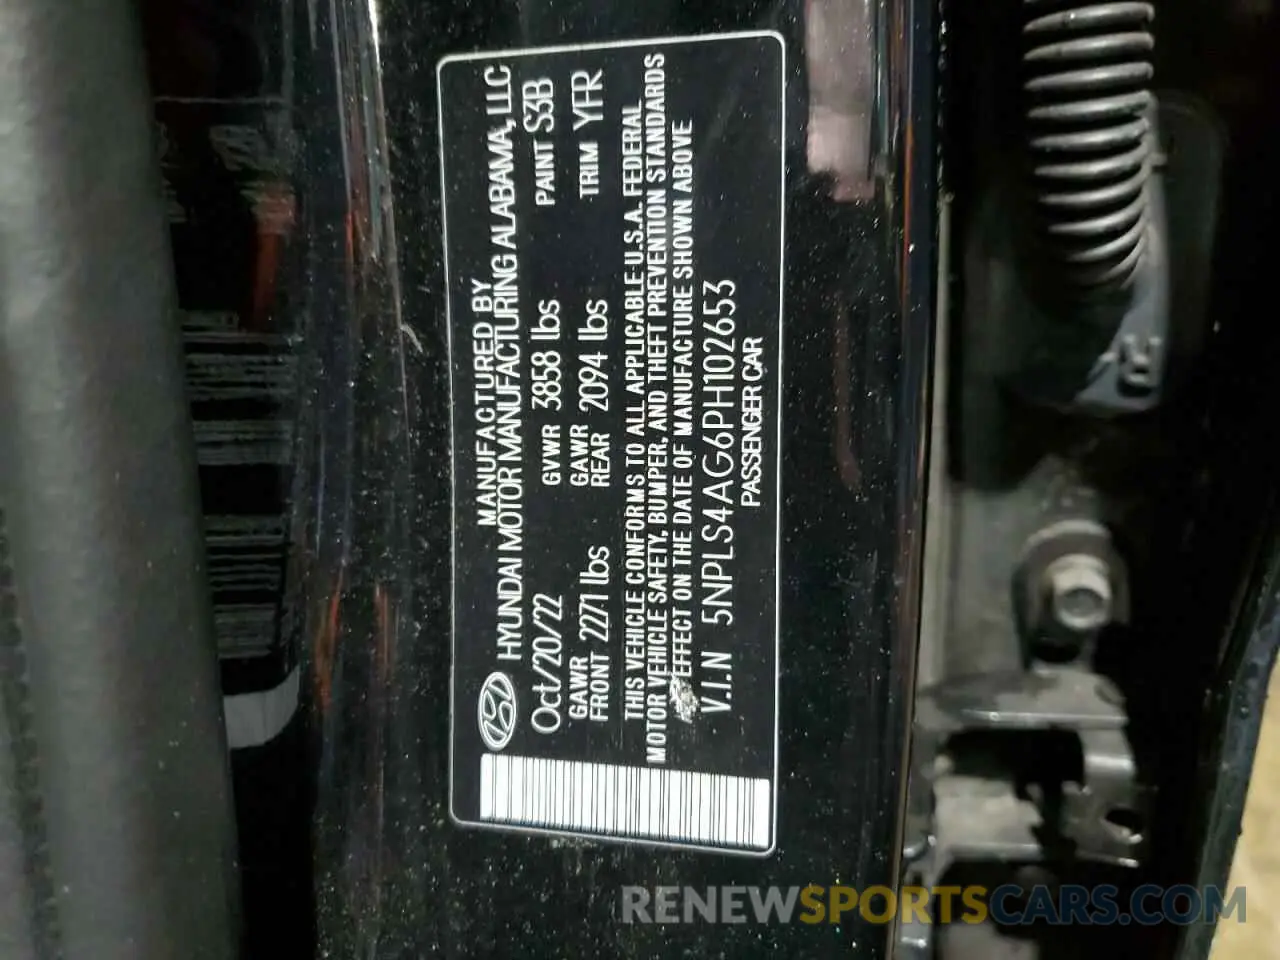 MANUFACTURED BY
HYUNDAI MOTOR MANUFACTURING ALABAMA, LLC
Oct/20/22 GVWR 3858 lbs PAINT S3B
GAWR FRONT 2271 lbs GAWR REAR 2094 lbs TRIM YFR
THIS VEHICLE CONFORMS TO ALL APPLICABLE U.S.A. FEDERAL
MOTOR VEHICLE SAFETY, BUMPER, AND THEFT PREVENTION STANDARDS
EFFECT ON THE DATE OF MANUFACTURE SHOWN ABOVE
V.I.N 5NPLS4AG6PH102653
PASSENGER CAR
RENEWSPORTSCARS.COM